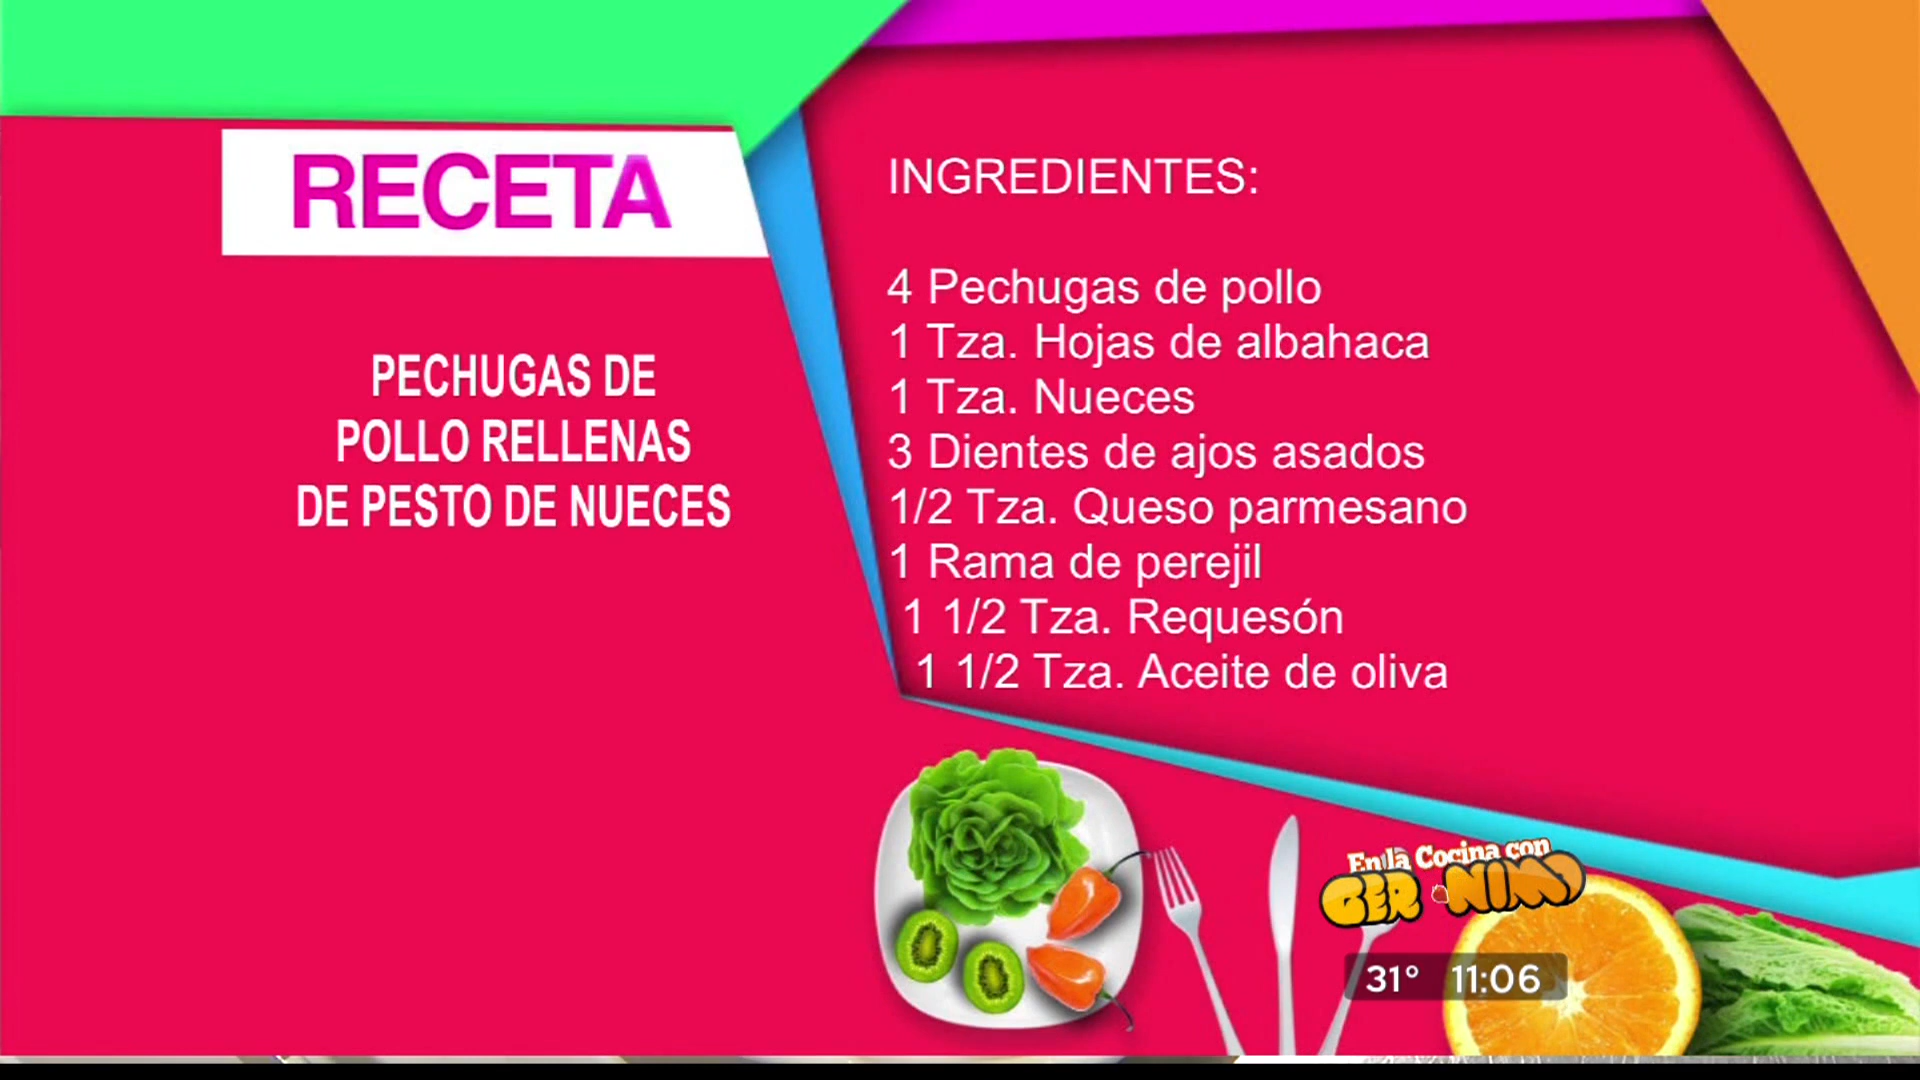 RECETA
PECHUGAS DE
POLLO RELLENAS
DE PESTO DE NUECES
INGREDIENTES:
4 Pechugas de pollo
1 Tza. Hojas de albahaca
1 Tza. Nueces
3 Dientes de ajos asados
1/2 Tza. Queso parmesano
1 Rama de perejil
1 1/2 Tza. Requesón
1 1/2 Tza. Aceite de oliva
En la Cocina con
GERONIMO
31° 11:06